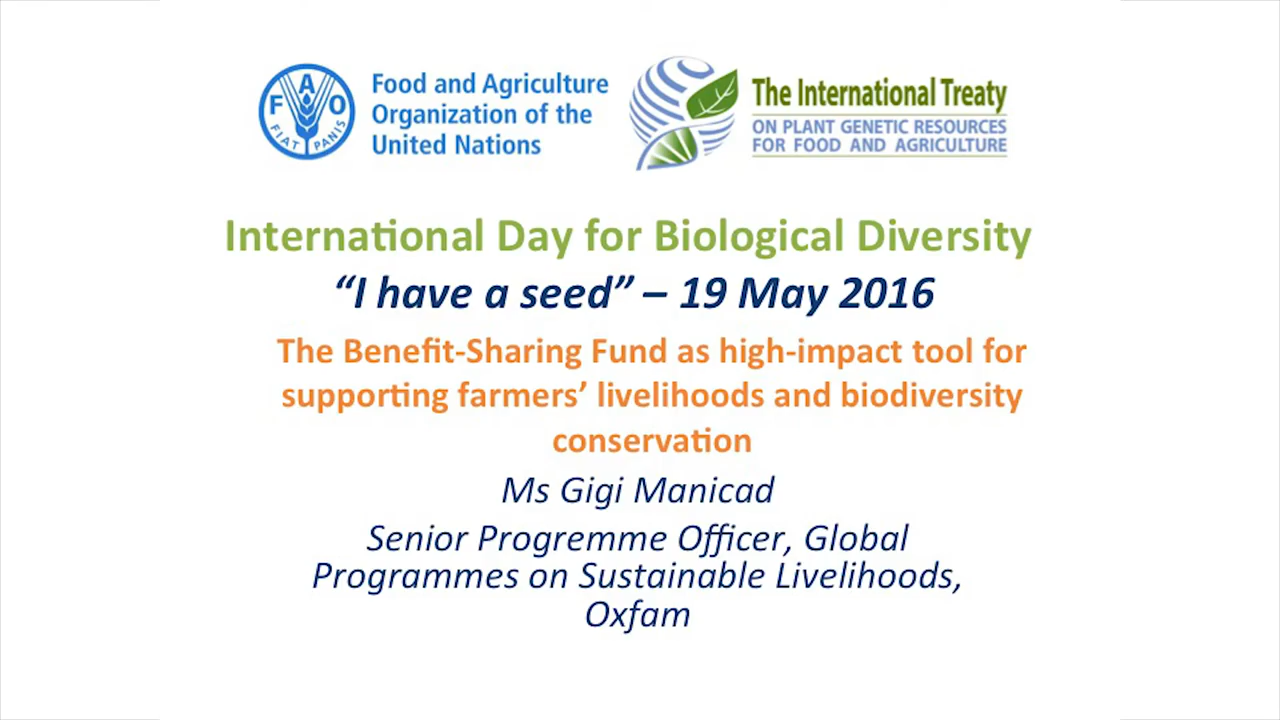 FAO
FIAT PANIS
Food and Agriculture
Organization of the
United Nations
The International Treaty
ON PLANT GENETIC RESOURCES
FOR FOOD AND AGRICULTURE
International Day for Biological Diversity
“I have a seed” – 19 May 2016
The Benefit-Sharing Fund as high-impact tool for
supporting farmers’ livelihoods and biodiversity
conservation
Ms Gigi Manicad
Senior Progremme Officer, Global
Programmes on Sustainable Livelihoods,
Oxfam